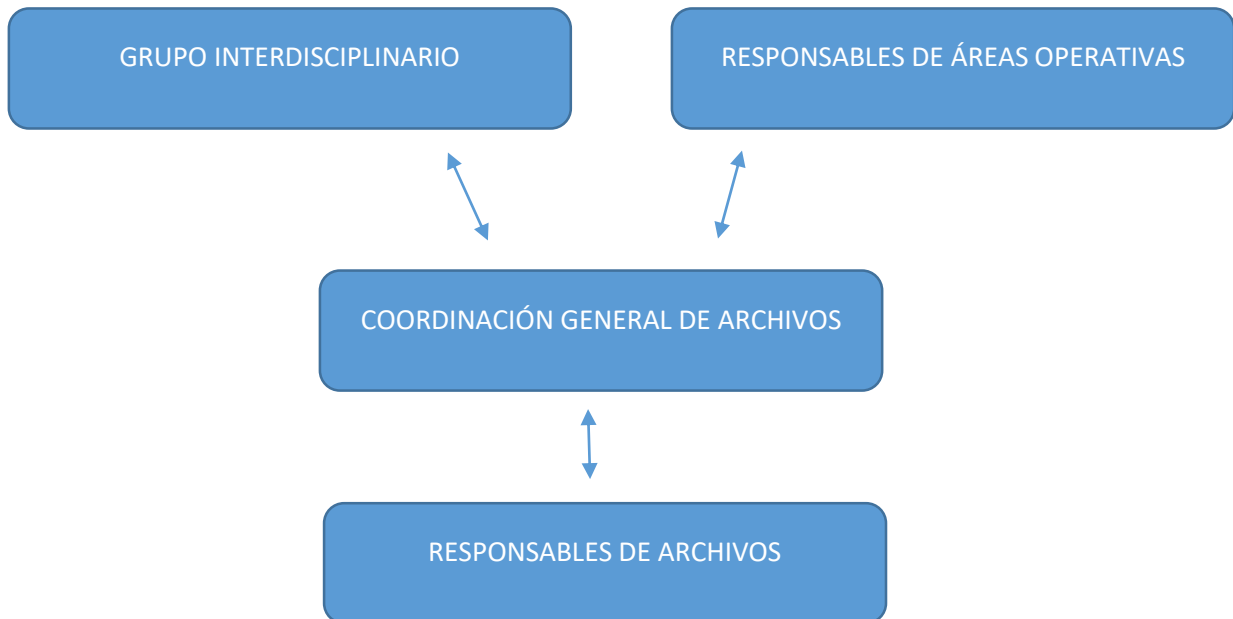 GRUPO INTERDISCIPLINARIO
RESPONSABLES DE ÁREAS OPERATIVAS
COORDINACIÓN GENERAL DE ARCHIVOS
RESPONSABLES DE ARCHIVOS